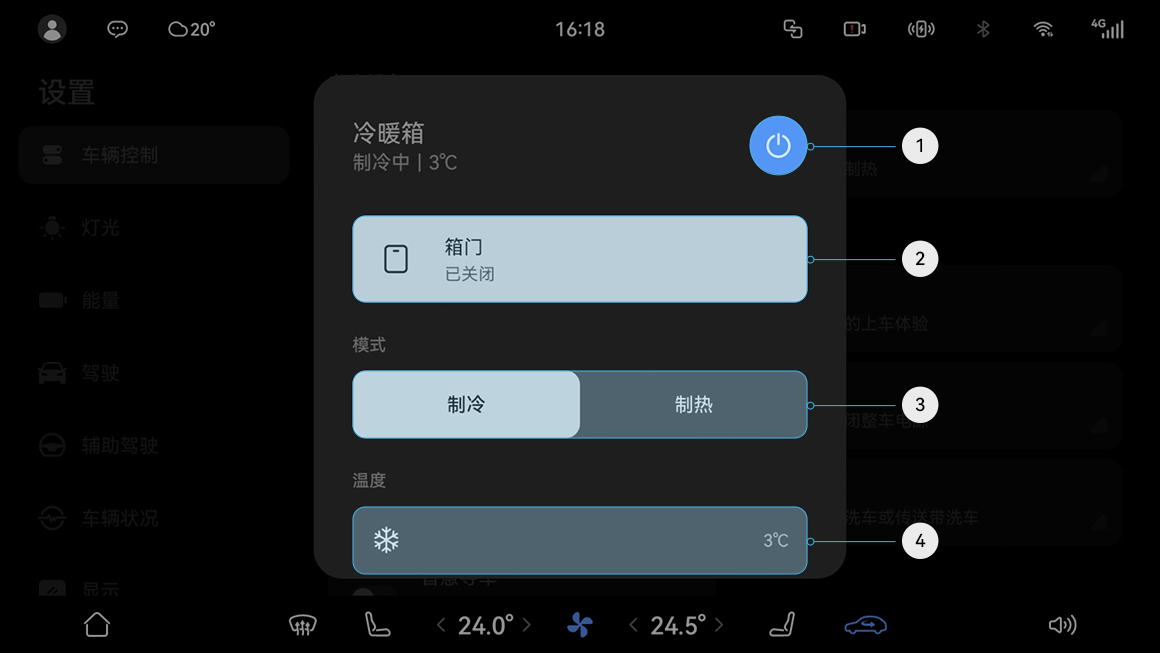 20°
16:18
4G
设置
车辆控制
灯光
能量
驾驶
辅助驾驶
车辆状况
显示
冷暖箱
制冷中 | 3℃
1
制热
箱门
已关闭
2
的上车体验
模式
制冷
制热
3
闭整车电源
温度
3℃
4
洗车或传送带洗车
24.0°
24.5°